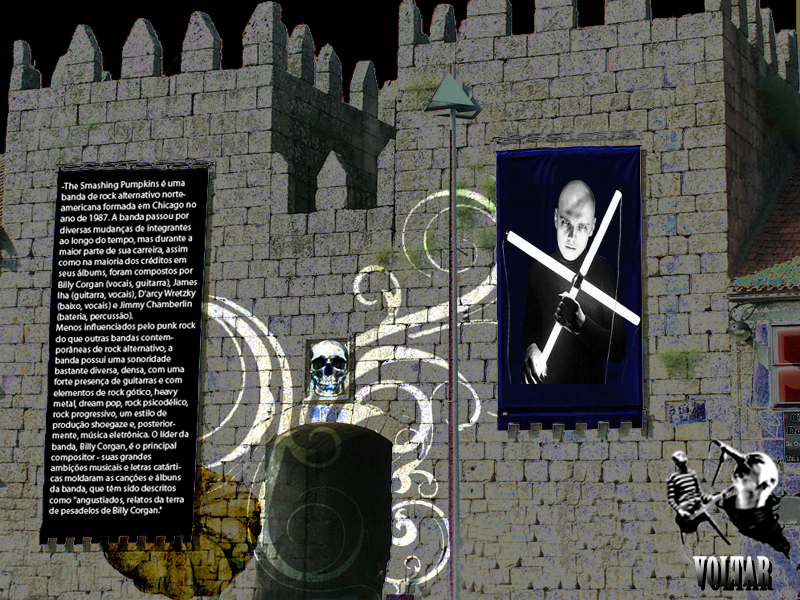 -The Smashing Pumpkins é uma
banda de rock alternativo norte-
americana formada em Chicago no
ano de 1987. A banda passou por
diversas mudanças de integrantes
ao longo do tempo, mas durante a
maior parte de sua carreira, assim
como na maioria dos créditos em
seus álbums, foram compostos por
Billy Corgan (vocais, guitarra), James
Iha (guitarra, vocais), D'arcy Wretzky
(baixo, vocais) e Jimmy Chamberlin
(bateria, percussão).
Menos influenciados pelo punk rock
do que outras bandas contem-
porâneas de rock alternativo, a
banda possui uma sonoridade
bastante diversa, densa, com uma
forte presença de guitarras e com
elementos de rock gótico, heavy
metal, dream pop, rock psicodélico,
rock progressivo, um estilo de
produção shoegaze e, posterior-
mente, música eletrônica. O líder da
banda, Billy Corgan, é o principal
compositor - suas grandes
ambições musicais e letras catárti-
cas moldaram as canções e álbuns
da banda, que têm sido descritos
como "angustiados, relatos da terra
de pesadelos de Billy Corgan."
VOLTAR